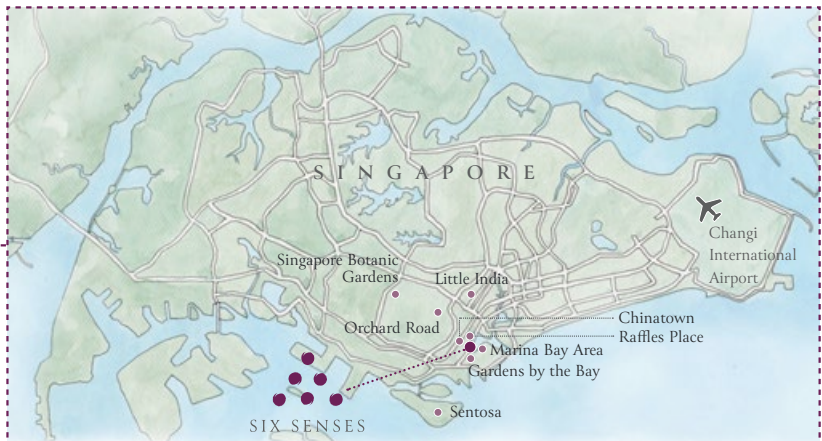 SINGAPORE
Changi
International
Airport
Singapore Botanic
Gardens
Little India
Orchard Road
Chinatown
Raffles Place
Marina Bay Area
Gardens by the Bay
Sentosa
SIX SENSES